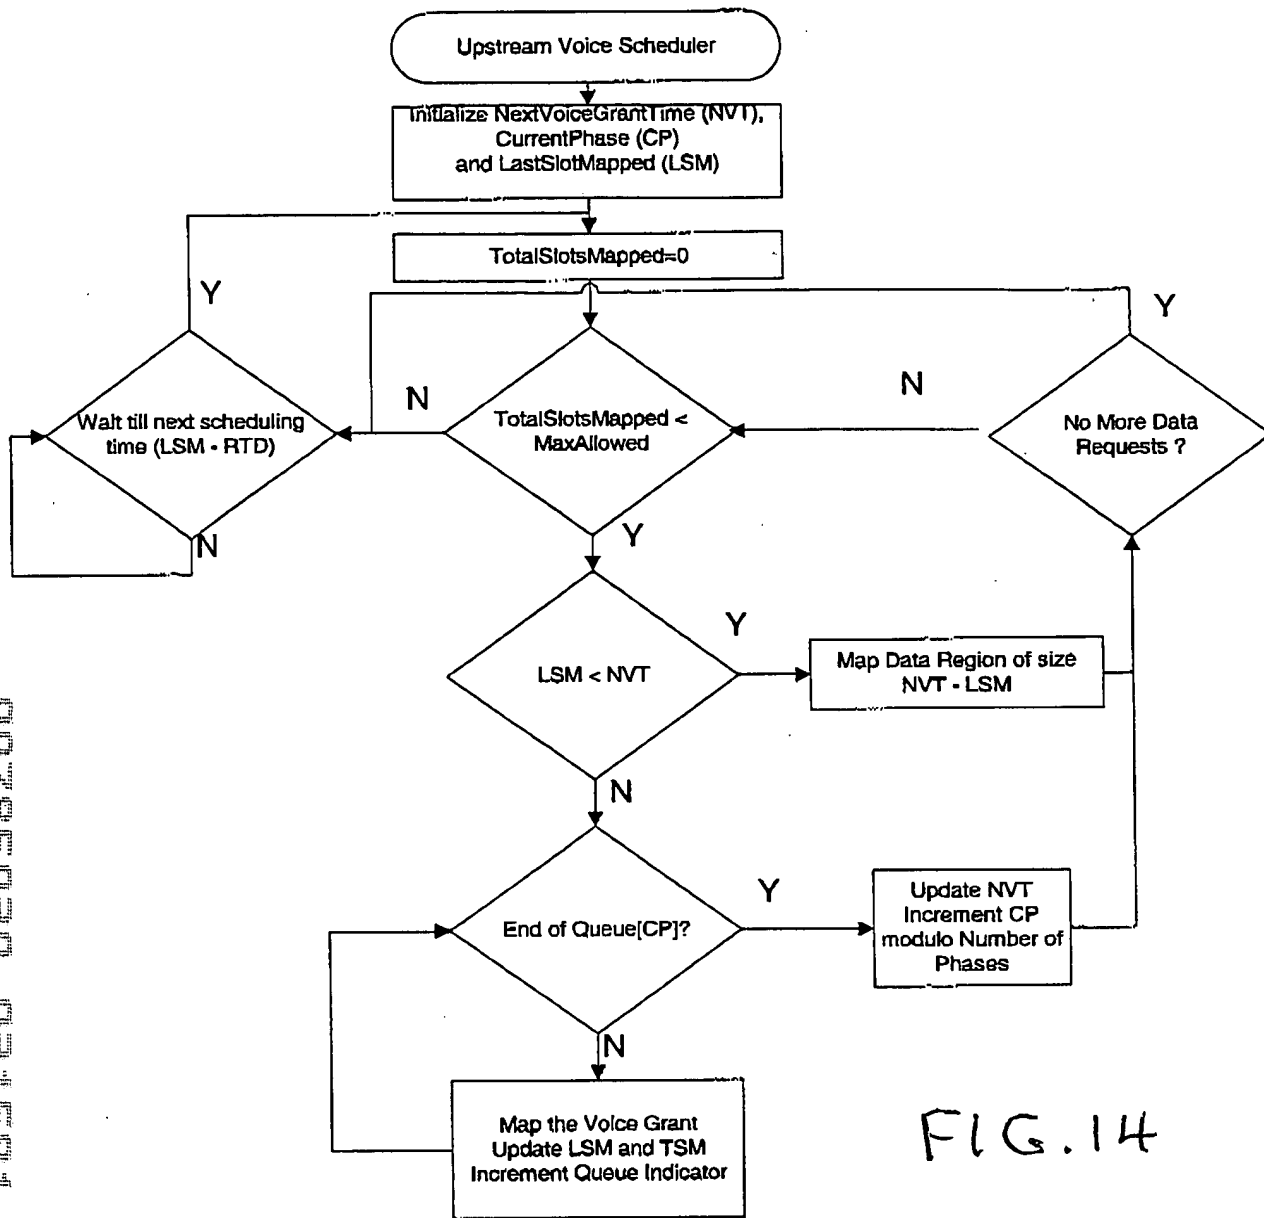 Upstream Voice Scheduler
Initialize NextVoiceGrantTime (NVT),
CurrentPhase (CP)
and LastSlotMapped (LSM)
TotalSlotsMapped=0
Y
Y
Wait till next scheduling
time (LSM - RTD)
N
N
TotalSlotsMapped <
MaxAllowed
N
No More Data
Requests ?
Y
LSM < NVT
Y
Map Data Region of size
NVT - LSM
N
End of Queue[CP]?
Y
Update NVT
Increment CP
modulo Number of
Phases
N
Map the Voice Grant
Update LSM and TSM
Increment Queue Indicator
FIG.14